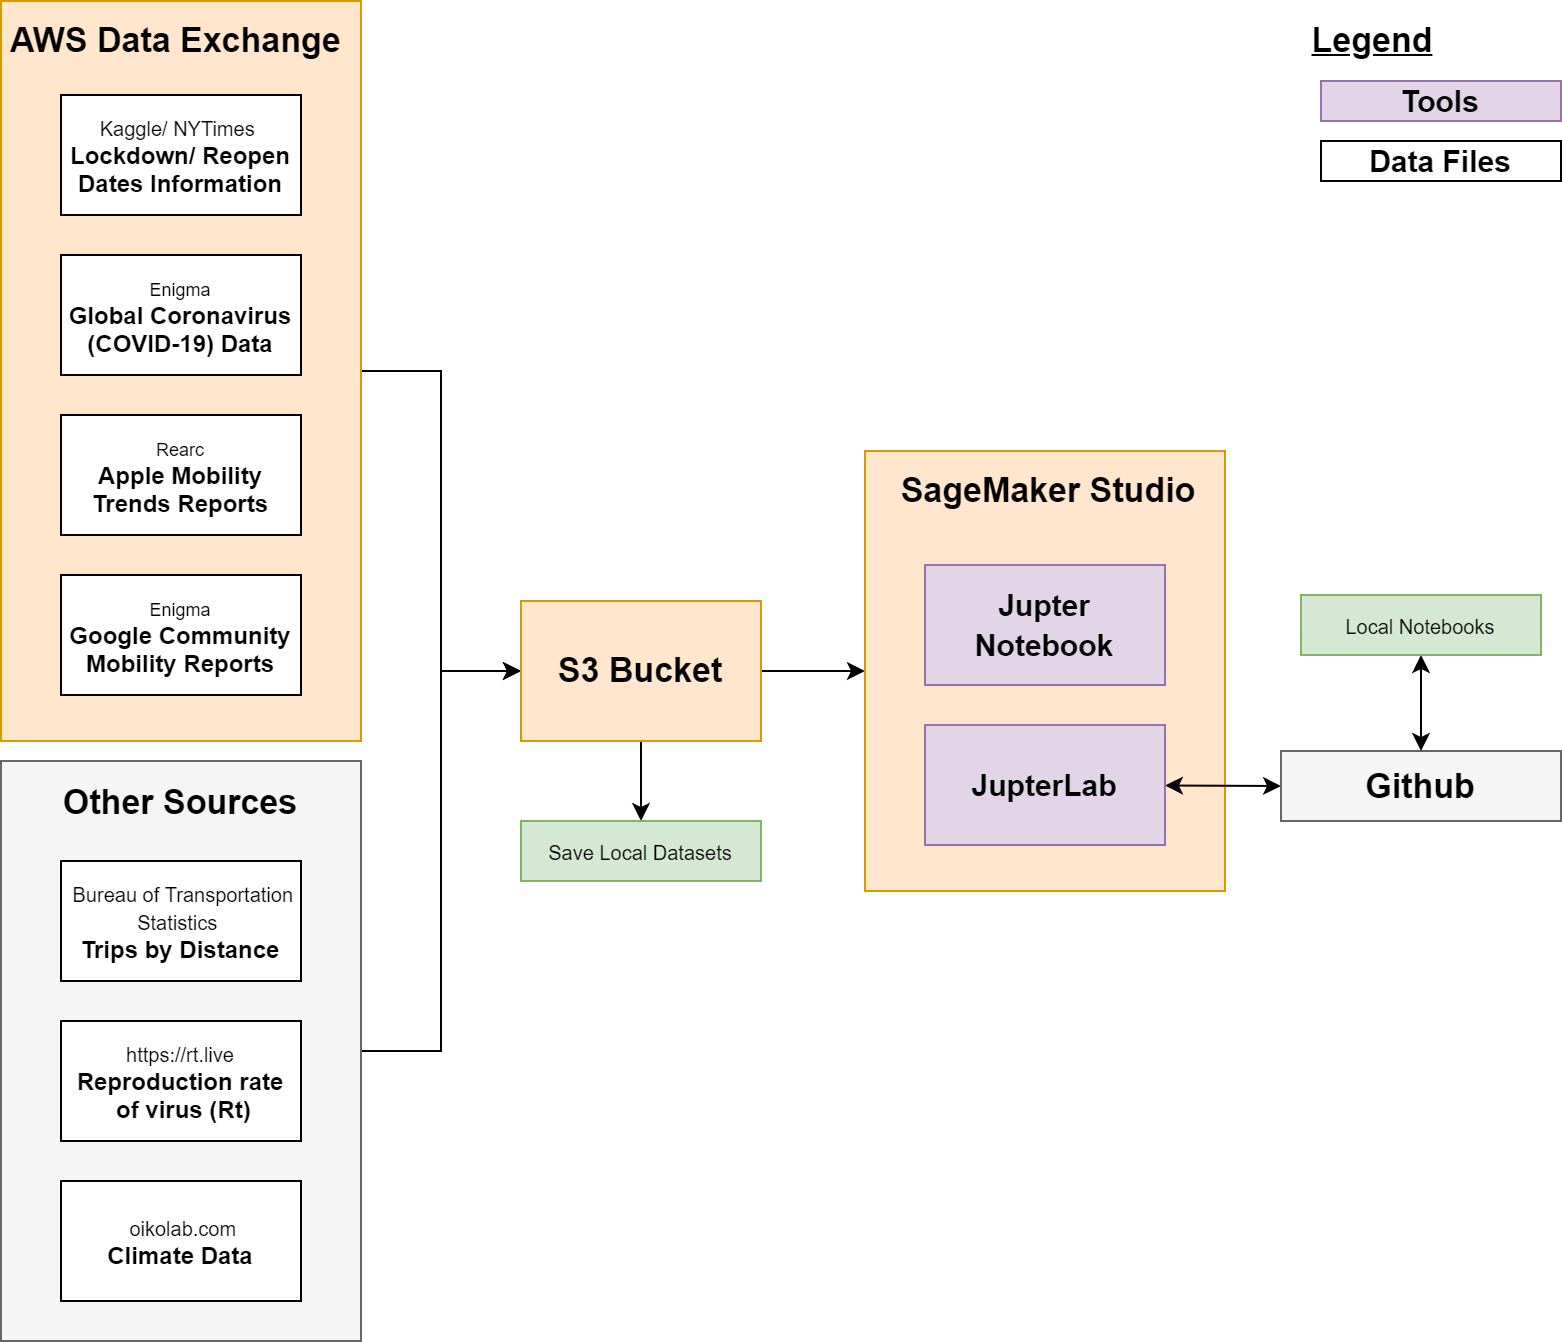 AWS Data Exchange
Kaggle/ NYTimes
Lockdown/ Reopen
Dates Information
Enigma
Global Coronavirus
(COVID-19) Data
Rearc
Apple Mobility
Trends Reports
Enigma
Google Community
Mobility Reports
Other Sources
Bureau of Transportation
Statistics
Trips by Distance
https://rt.live
Reproduction rate
of virus (Rt)
oikolab.com
Climate Data
S3 Bucket
Save Local Datasets
SageMaker Studio
Jupter
Notebook
JupterLab
Local Notebooks
Github
Legend
Tools
Data Files